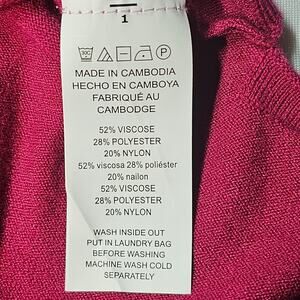 1
MADE IN CAMBODIA
HECHO EN CAMBOYA
FABRIQUÉ AU
CAMBODGE
52% VISCOSE
28% POLYESTER
20% NYLON
52% viscosa 28% poliéster
20% nailon
52% VISCOSE
28% POLYESTER
20% NYLON
WASH INSIDE OUT
PUT IN LAUNDRY BAG
BEFORE WASHING
MACHINE WASH COLD
SEPARATELY